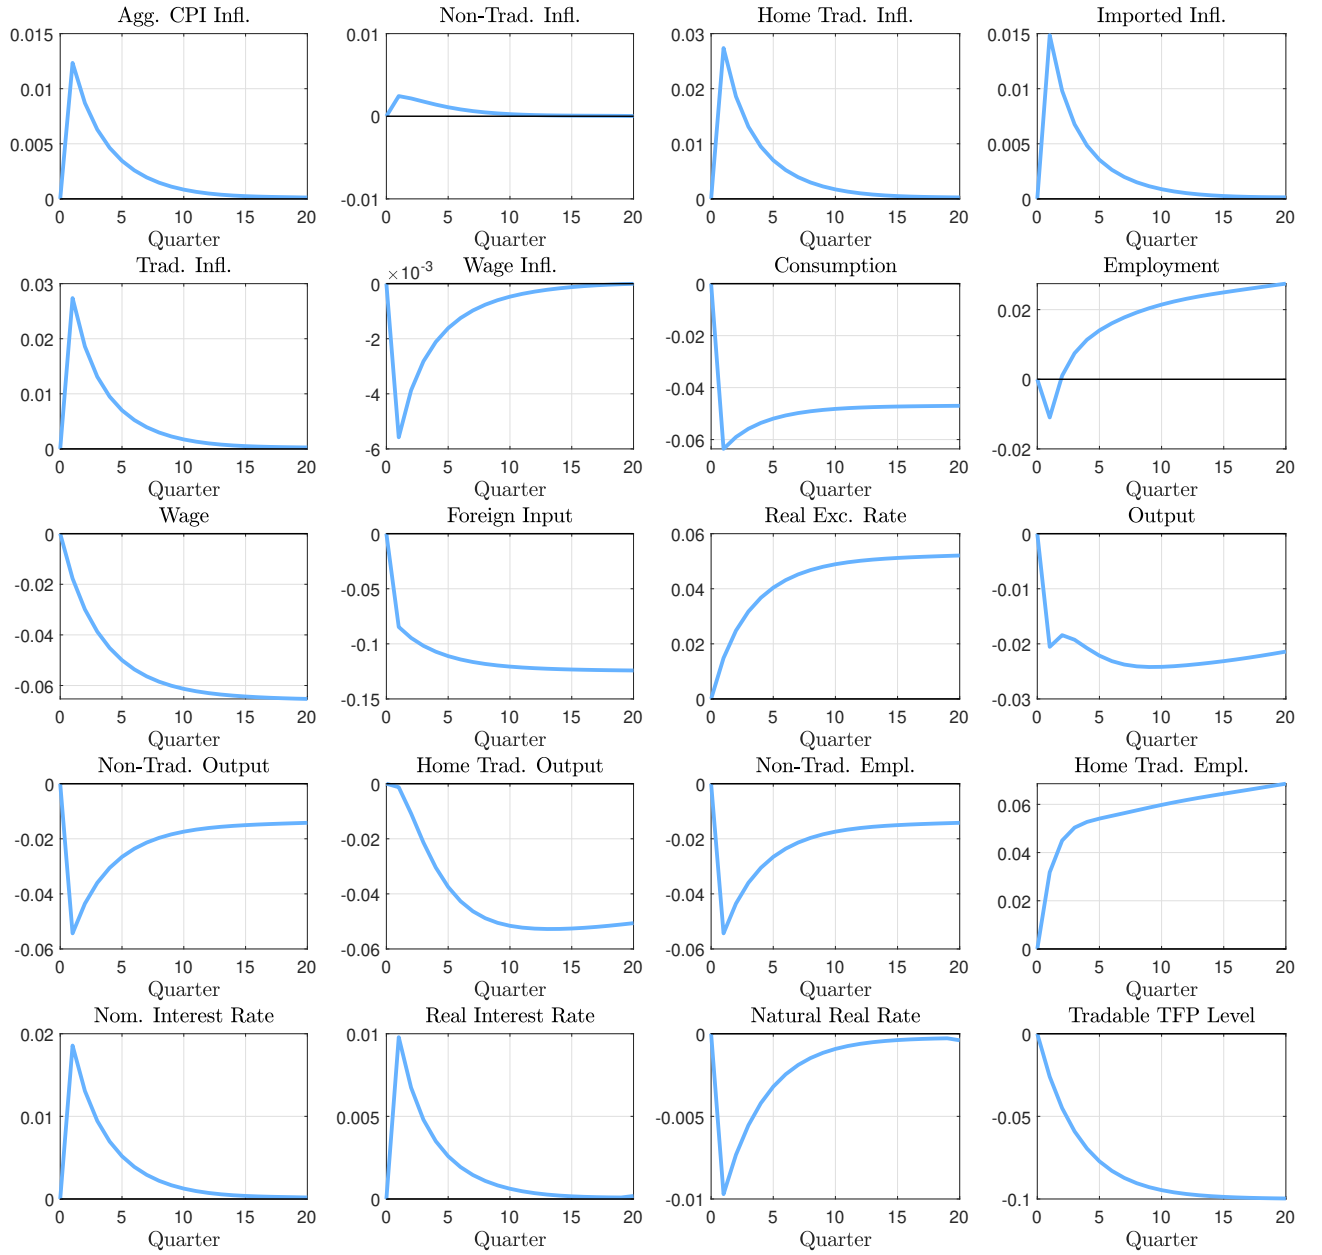 Agg. CPI Infl.
0.015
0.01
0.005
0
0 5 10 15 20
Quarter
Non-Trad. Infl.
0.01
0
-0.01
0 5 10 15 20
Quarter
Home Trad. Infl.
0.03
0.02
0.01
0
0 5 10 15 20
Quarter
Imported Infl.
0.015
0.01
0.005
0
0 5 10 15 20
Quarter
Trad. Infl.
0.03
0.02
0.01
0
0 5 10 15 20
Quarter
Wage Infl.
×10-3
0
-2
-4
-6
0 5 10 15 20
Quarter
Consumption
0
-0.02
-0.04
-0.06
0 5 10 15 20
Quarter
Employment
0.02
0
-0.02
0 5 10 15 20
Quarter
Wage
0
-0.02
-0.04
-0.06
0 5 10 15 20
Quarter
Foreign Input
0
-0.05
-0.1
-0.15
0 5 10 15 20
Quarter
Real Exc. Rate
0.06
0.04
0.02
0
0 5 10 15 20
Quarter
Output
0
-0.01
-0.02
-0.03
0 5 10 15 20
Quarter
Non-Trad. Output
0
-0.02
-0.04
-0.06
0 5 10 15 20
Quarter
Home Trad. Output
0
-0.02
-0.04
-0.06
0 5 10 15 20
Quarter
Non-Trad. Empl.
0
-0.02
-0.04
-0.06
0 5 10 15 20
Quarter
Home Trad. Empl.
0.06
0.04
0.02
0
0 5 10 15 20
Quarter
Nom. Interest Rate
0.02
0.01
0
0 5 10 15 20
Quarter
Real Interest Rate
0.01
0.005
0
0 5 10 15 20
Quarter
Natural Real Rate
0
-0.005
-0.01
0 5 10 15 20
Quarter
Tradable TFP Level
0
-0.05
-0.1
0 5 10 15 20
Quarter